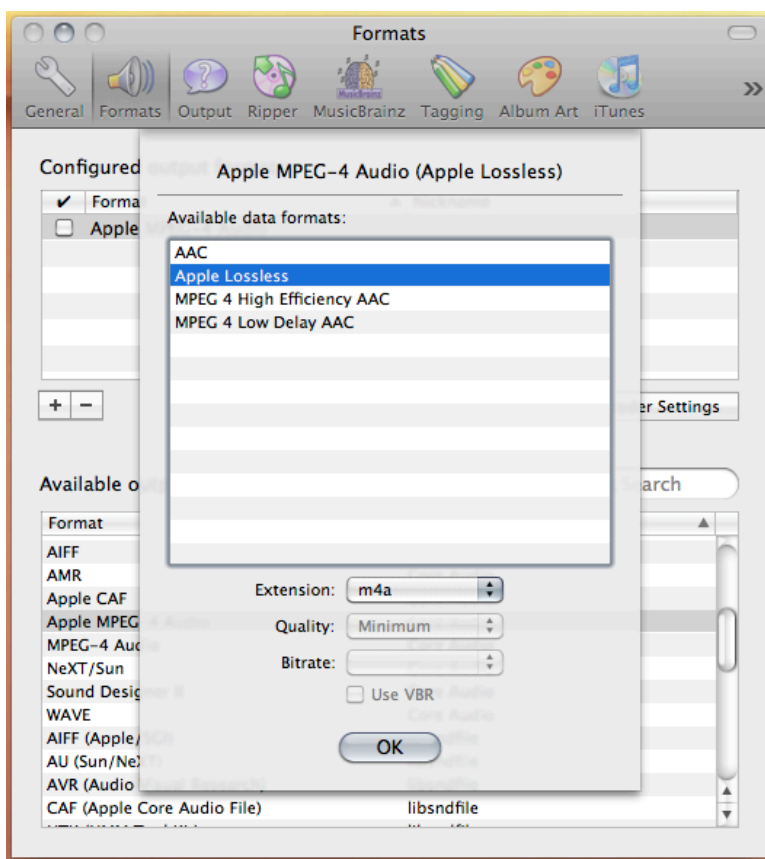 Formats
General Formats Output Ripper MusicBrainz Tagging Album Art iTunes
Configured
Apple MPEG-4 Audio (Apple Lossless)
✔ Forma
Available data formats:
Apple
AAC
Apple Lossless
MPEG 4 High Efficiency AAC
MPEG 4 Low Delay AAC
+ −
er Settings
Available o
arch
Format
AIFF
AMR
Apple CAF
Extension: m4a
Apple MPEG
Quality: Minimum
MPEG-4 Aud
Bitrate:
NeXT/Sun
Sound Desig
Use VBR
WAVE
AIFF (Apple/
OK
AU (Sun/NeX
AVR (Audio
CAF (Apple Core Audio File) libsndfile